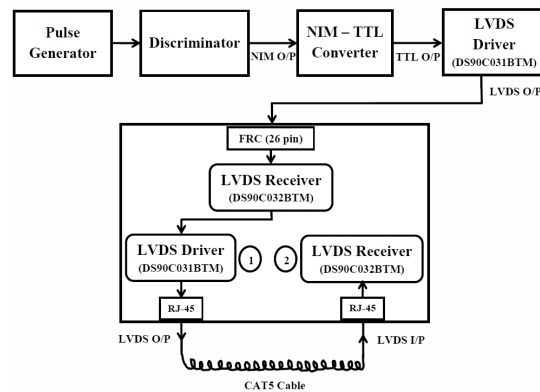 Pulse
Generator
Discriminator
NIM O/P
NIM – TTL
Converter
TTL O/P
LVDS
Driver
(DS90C031BTM)
LVDS O/P
FRC (26 pin)
LVDS Receiver
(DS90C032BTM)
LVDS Driver
(DS90C031BTM)
1
2
LVDS Receiver
(DS90C032BTM)
RJ-45
RJ-45
LVDS O/P
LVDS I/P
CAT5 Cable